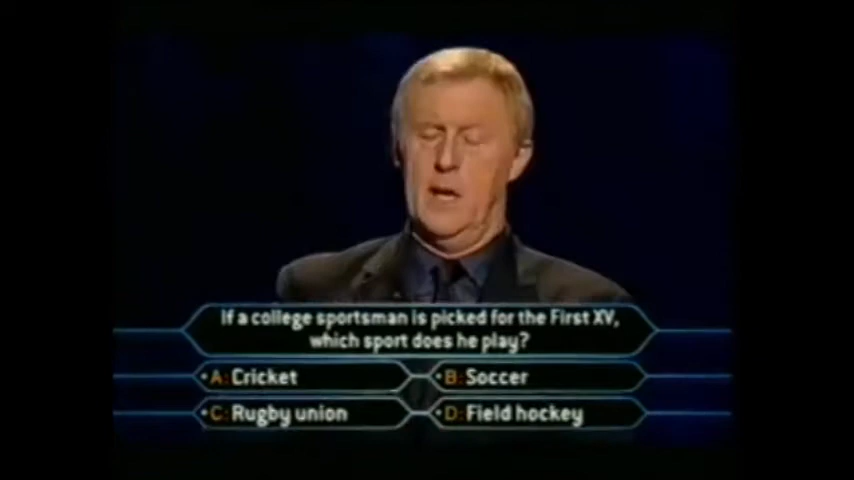 If a college sportsman is picked for the First XV,
which sport does he play?
A: Cricket
B: Soccer
C: Rugby union
D: Field hockey